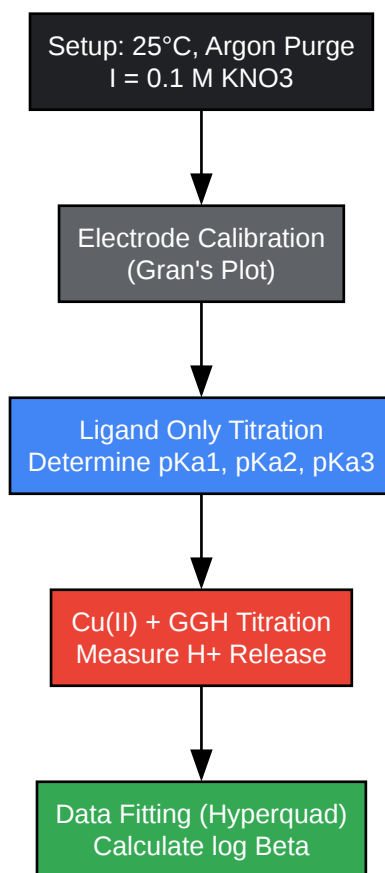 Setup: 25°C, Argon Purge
I = 0.1 M KNO3
Electrode Calibration
(Gran's Plot)
Ligand Only Titration
Determine pKa1, pKa2, pKa3
Cu(II) + GGH Titration
Measure H+ Release
Data Fitting (Hyperquad)
Calculate log Beta